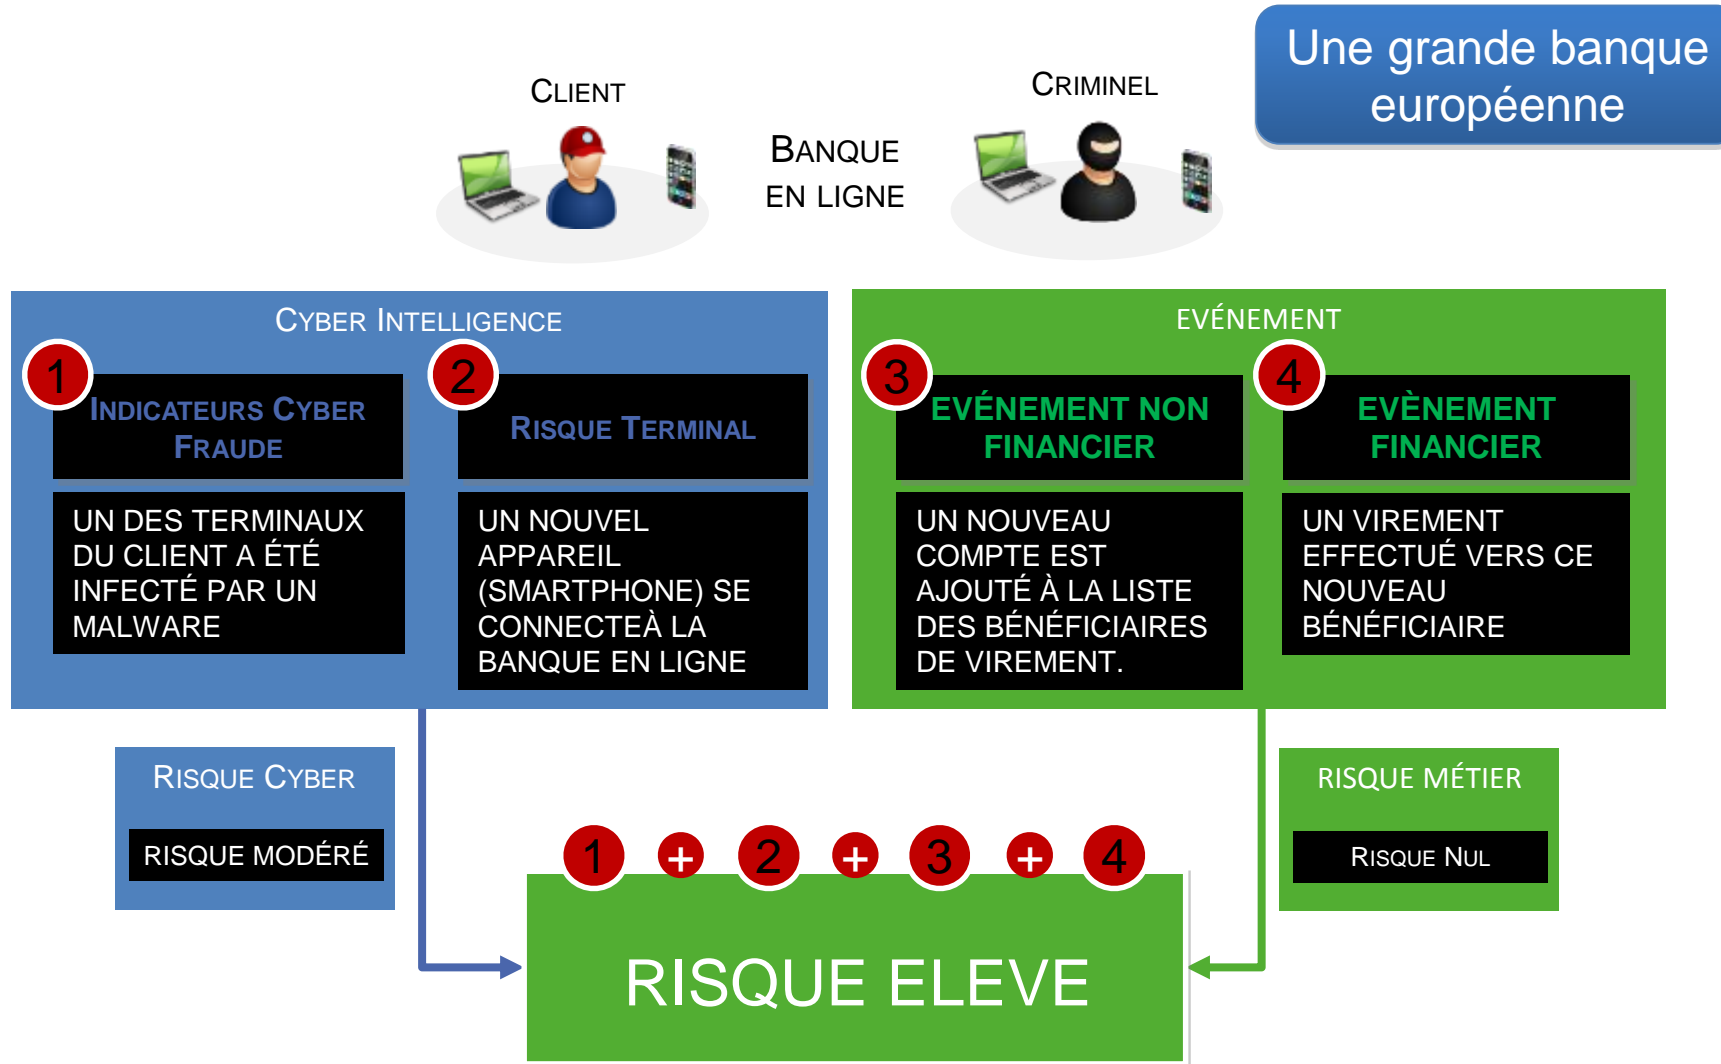 Une grande banque
européenne
CLIENT
CRIMINEL
BANQUE
EN LIGNE
CYBER INTELLIGENCE
1
INDICATEURS CYBER
FRAUDE
UN DES TERMINAUX
DU CLIENT A ÉTÉ
INFECTÉ PAR UN
MALWARE
2
RISQUE TERMINAL
UN NOUVEL
APPAREIL
(SMARTPHONE) SE
CONNECTEÀ LA
BANQUE EN LIGNE
EVÉNEMENT
3
EVÉNEMENT NON
FINANCIER
UN NOUVEAU
COMPTE EST
AJOUTÉ À LA LISTE
DES BÉNÉFICIAIRES
DE VIREMENT.
4
EVÈNEMENT
FINANCIER
UN VIREMENT
EFFECTUÉ VERS CE
NOUVEAU
BÉNÉFICIAIRE
RISQUE CYBER
RISQUE MODÉRÉ
RISQUE MÉTIER
RISQUE NUL
1 + 2 + 3 + 4
RISQUE ELEVE